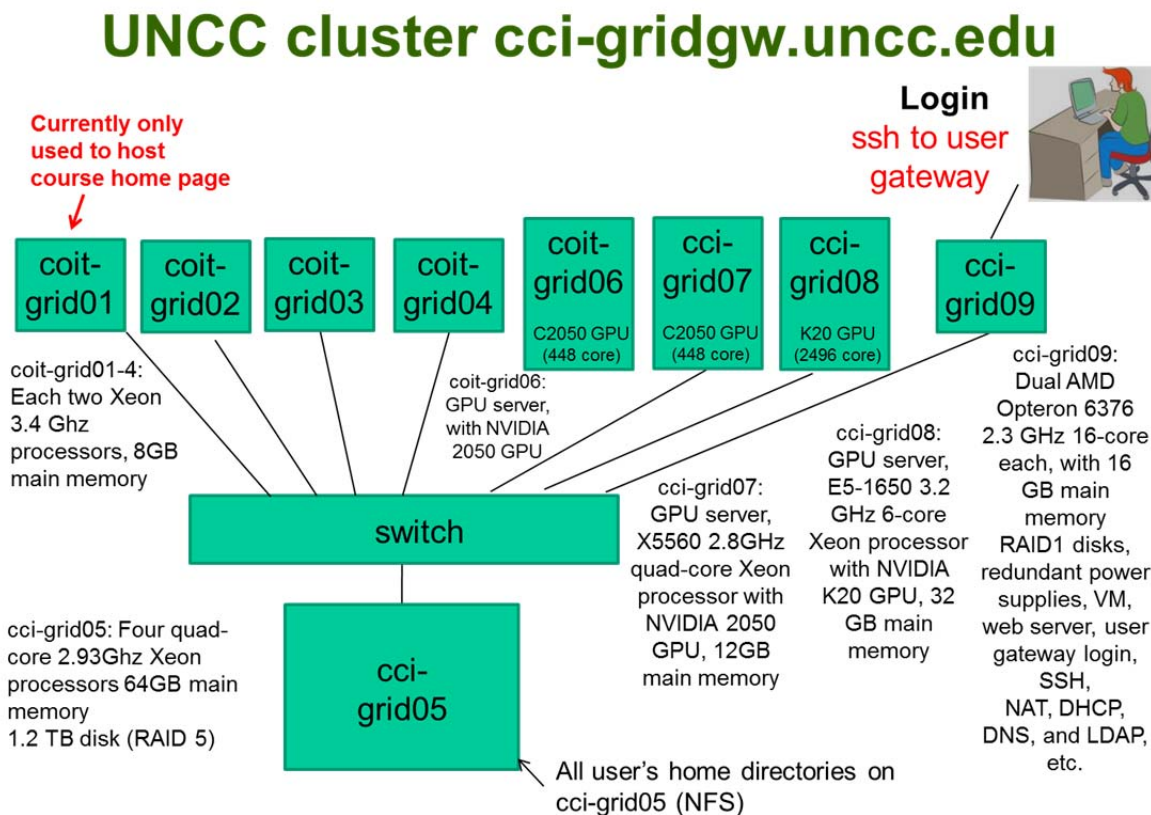 UNCC cluster cci-gridgw.uncc.edu
Currently only
used to host
course home page
Login
ssh to user
gateway
coit-
grid01
coit-
grid02
coit-
grid03
coit-
grid04
coit-
grid06
C2050 GPU
(448 core)
cci-
grid07
C2050 GPU
(448 core)
cci-
grid08
K20 GPU
(2496 core)
cci-
grid09
coit-grid01-4:
Each two Xeon
3.4 Ghz
processors, 8GB
main memory
coit-grid06:
GPU server,
with NVIDIA
2050 GPU
switch
cci-grid07:
GPU server,
X5560 2.8GHz
quad-core Xeon
processor with
NVIDIA 2050
GPU, 12GB
main memory
cci-grid08:
GPU server,
E5-1650 3.2
GHz 6-core
Xeon processor
with NVIDIA
K20 GPU, 32
GB main
memory
cci-grid09:
Dual AMD
Opteron 6376
2.3 GHz 16-core
each, with 16
GB main
memory
RAID1 disks,
redundant power
supplies, VM,
web server, user
gateway login,
SSH,
NAT, DHCP,
DNS, and LDAP,
etc.
cci-grid05: Four quad-
core 2.93Ghz Xeon
processors 64GB main
memory
1.2 TB disk (RAID 5)
cci-
grid05
All user's home directories on
cci-grid05 (NFS)